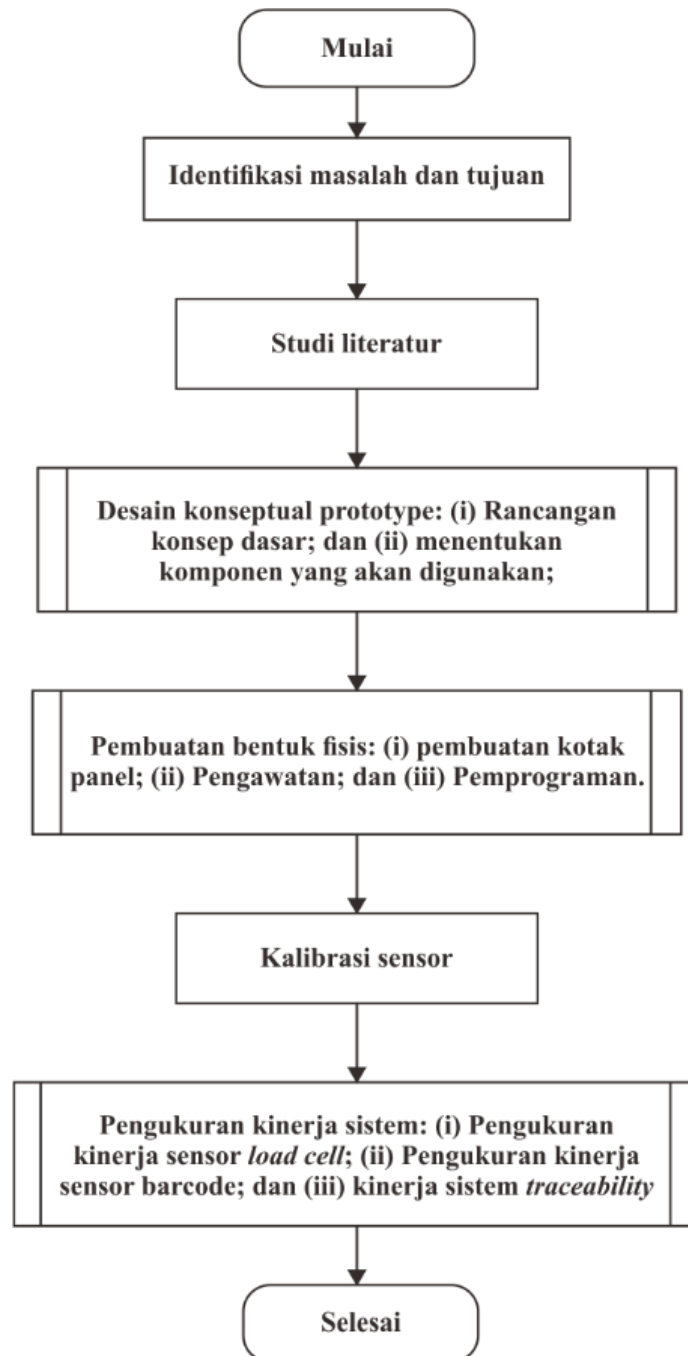 Mulai
Identifikasi masalah dan tujuan
Studi literatur
Desain konseptual prototype: (i) Rancangan
konsep dasar; dan (ii) menentukan
komponen yang akan digunakan;
Pembuatan bentuk fisis: (i) pembuatan kotak
panel; (ii) Pengawatan; dan (iii) Pemprograman.
Kalibrasi sensor
Pengukuran kinerja sistem: (i) Pengukuran
kinerja sensor load cell; (ii) Pengukuran kinerja
sensor barcode; dan (iii) kinerja sistem traceability
Selesai